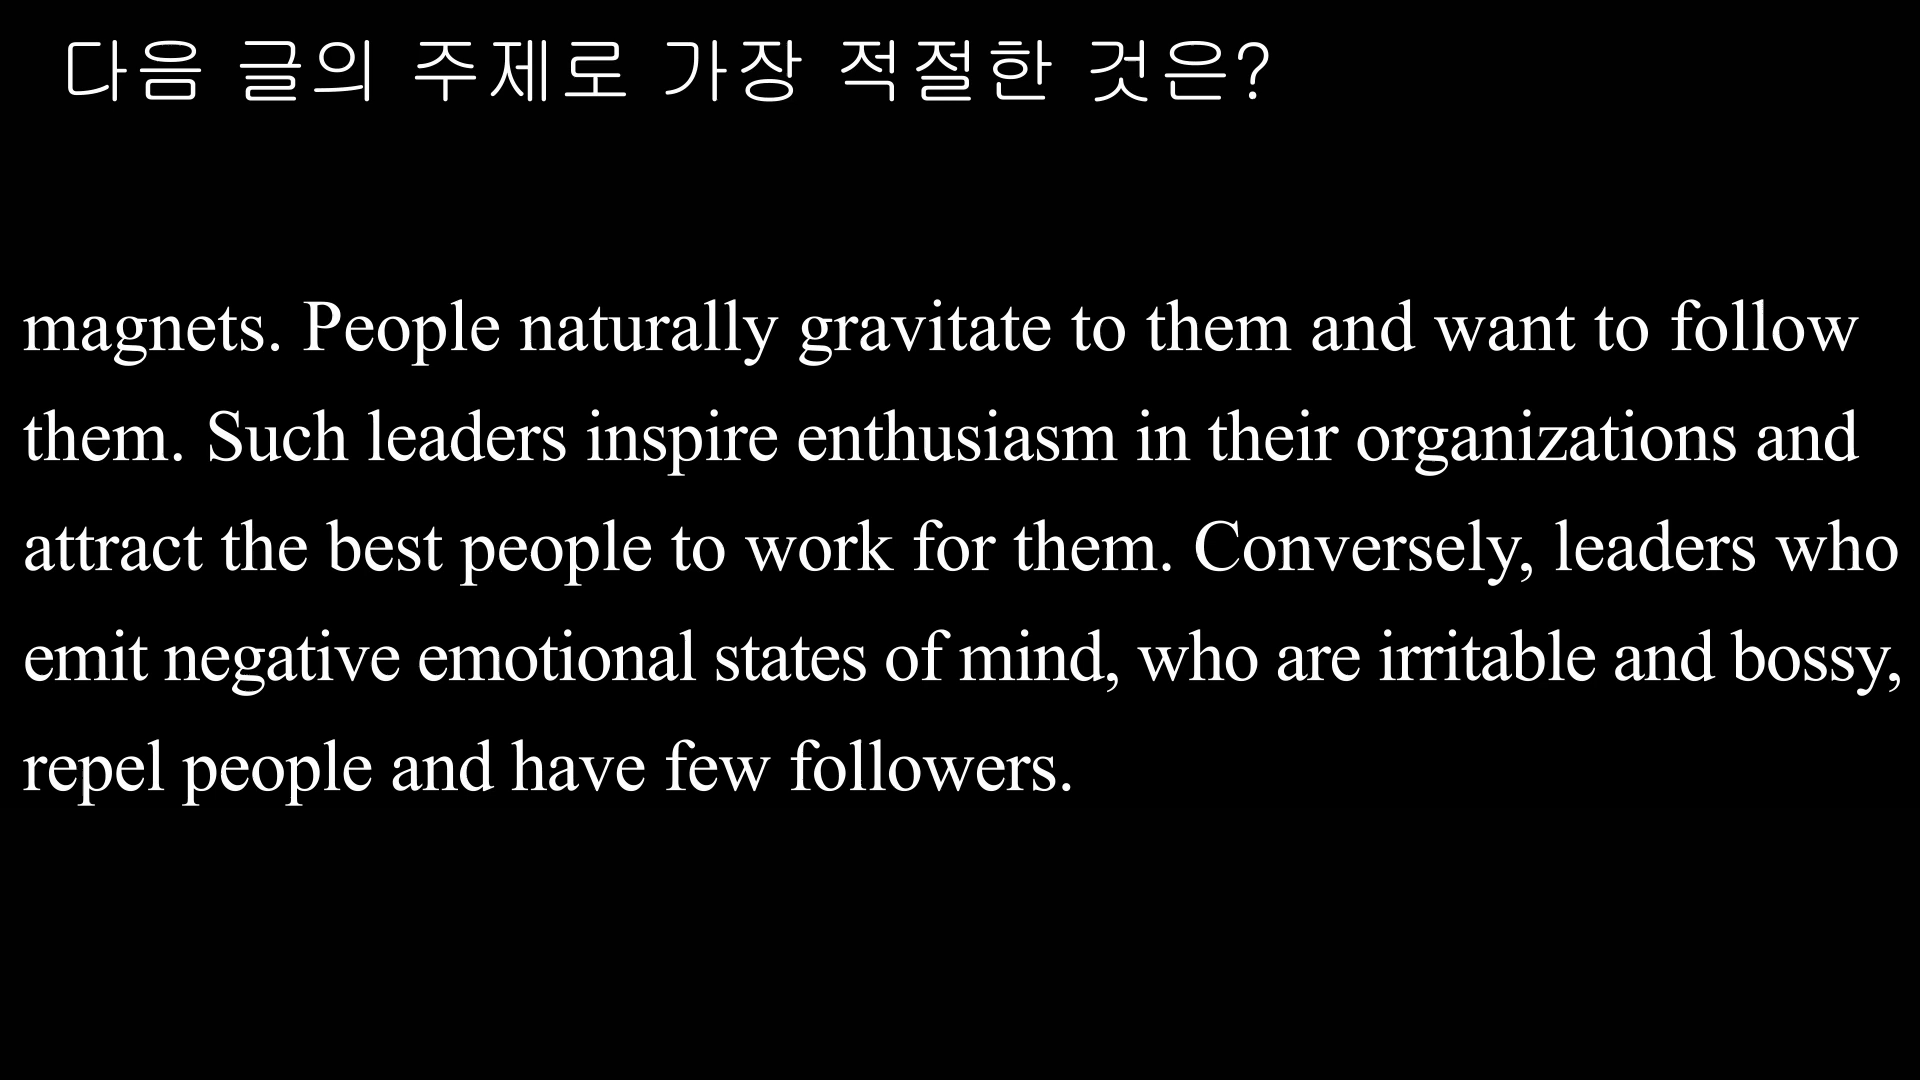 다음 글의 주제로 가장 적절한 것은?
magnets. People naturally gravitate to them and want to follow
them. Such leaders inspire enthusiasm in their organizations and
attract the best people to work for them. Conversely, leaders who
emit negative emotional states of mind, who are irritable and bossy,
repel people and have few followers.